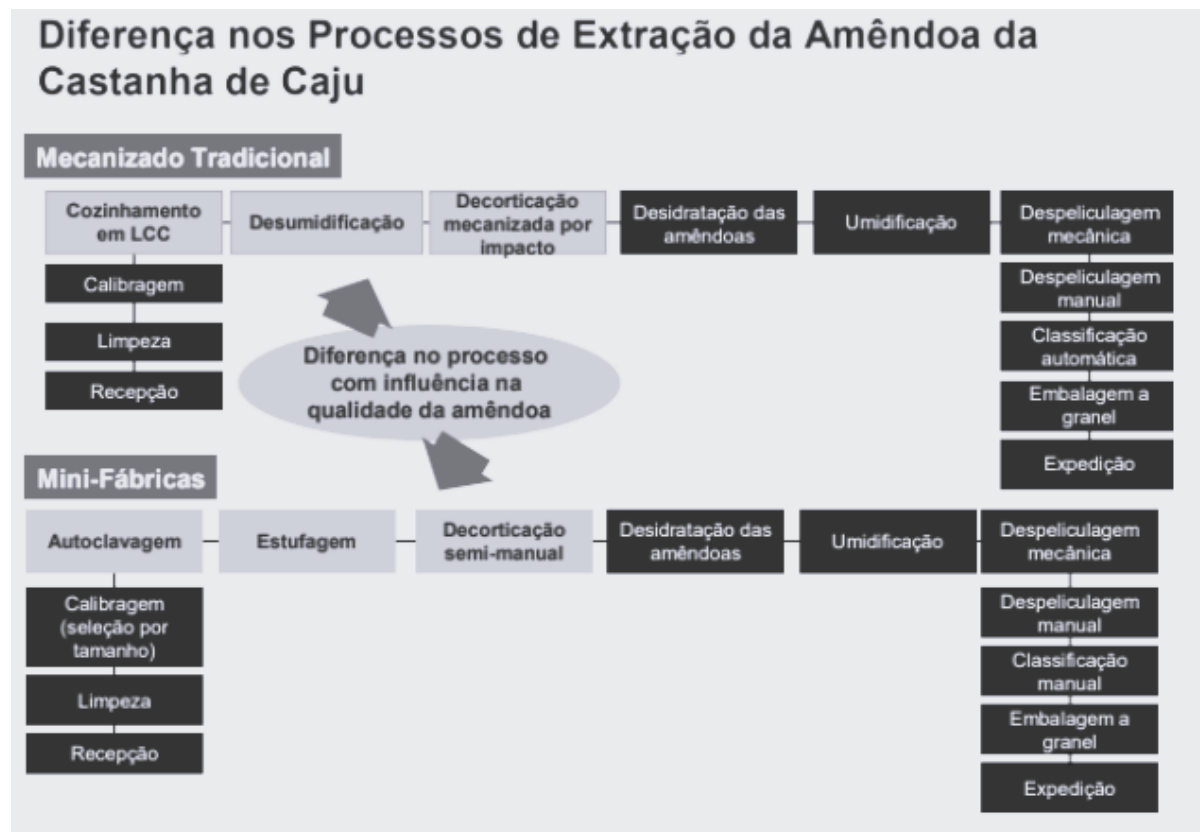 Diferença nos Processos de Extração da Amêndoa da
Castanha de Caju
Mecanizado Tradicional
Cozinhamento
em LCC
Desumidificação
Decorticação
mecanizada por
impacto
Desidratação das
amêndoas
Umidificação
Despeliculagem
mecânica
Calibragem
Limpeza
Recepção
Despeliculagem
manual
Classificação
automática
Embalagem a
granel
Expedição
Diferença no processo
com influência na
qualidade da amêndoa
Mini-Fábricas
Autoclavagem
Estufagem
Decorticação
semi-manual
Desidratação das
amêndoas
Umidificação
Despeliculagem
mecânica
Calibragem
(seleção por
tamanho)
Limpeza
Recepção
Despeliculagem
manual
Classificação
manual
Embalagem a
granel
Expedição